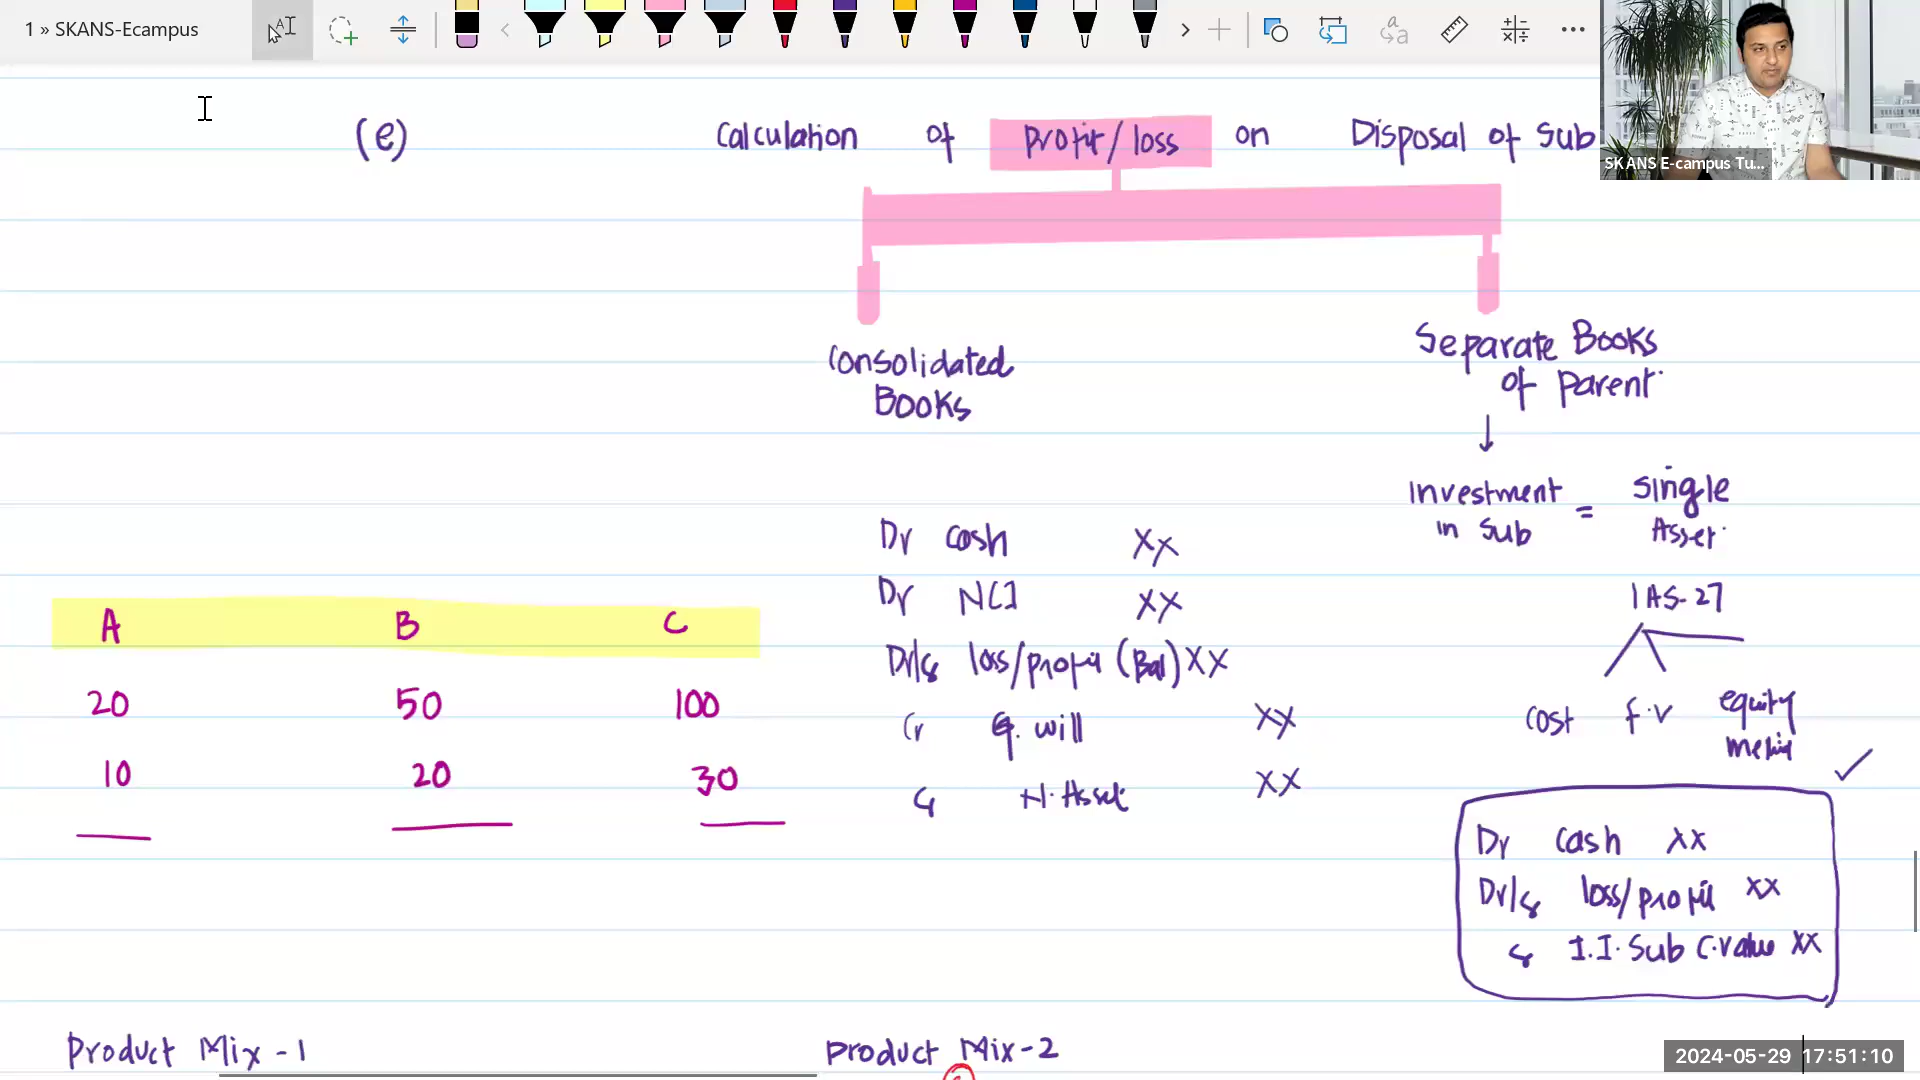 1 » SKANS-Ecampus
SKANS E-campus Tu...
(e) Calculation of Profit/loss on Disposal of Sub
Consolidated
Books
Separate Books
of Parent
Investment
in Sub = Single
Asset
IAS-27
Cost f.v equity
Dr Cash XX
Dr NCI XX
Dr/Cr loss/profit (Bal) XX
Cr G.will XX
Cr N.Asset XX
A B C
20 50 100
10 20 30
Dr Cash XX
Dr/Cr loss/profit XX
Cr I.I.Sub C.Value XX
Product Mix -1
Product Mix-2
2024-05-29 17:51:10